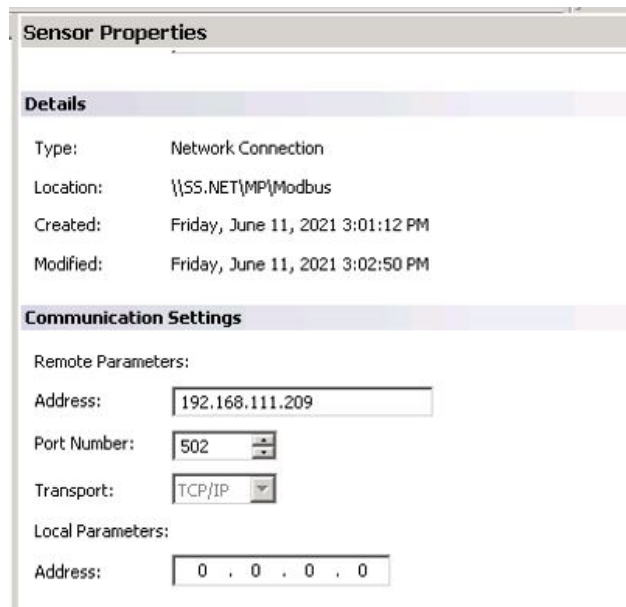 Sensor Properties
Details
Type: Network Connection
Location: \\SS.NET\MP\Modbus
Created: Friday, June 11, 2021 3:01:12 PM
Modified: Friday, June 11, 2021 3:02:50 PM
Communication Settings
Remote Parameters:
Address: 192.168.111.209
Port Number: 502
Transport: TCP/IP
Local Parameters:
Address: 0 . 0 . 0 . 0